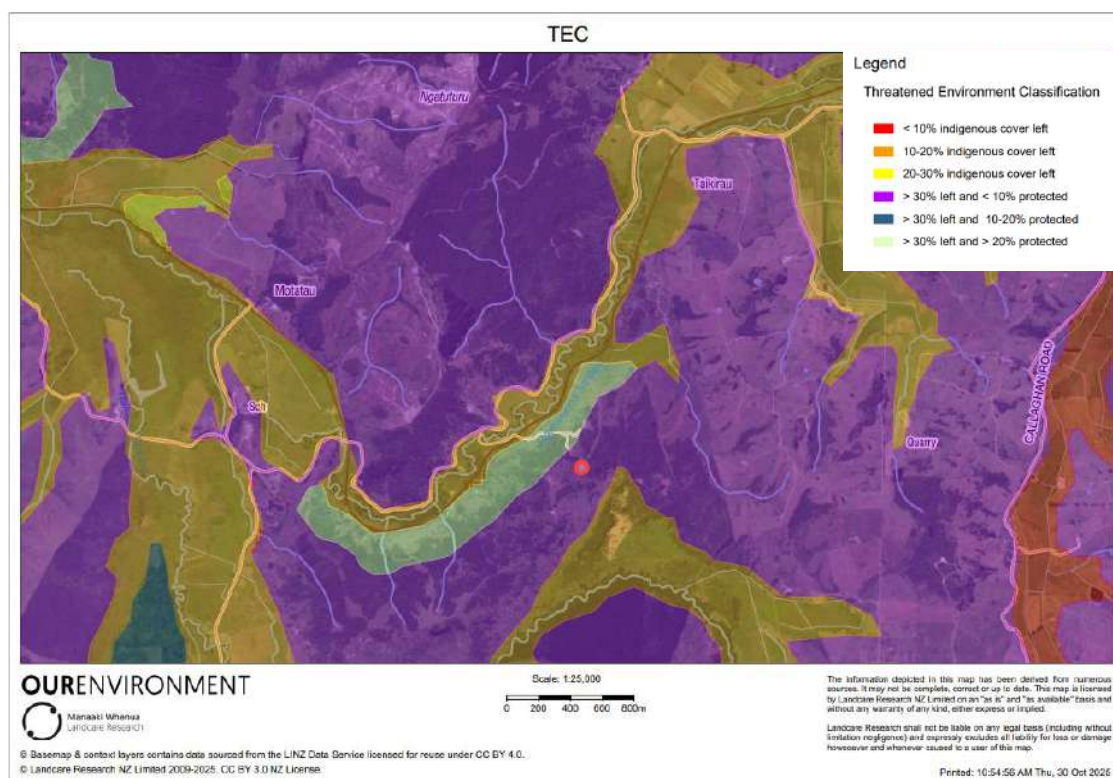 TEC
Legend
Threatened Environment Classification
< 10% indigenous cover left
10-20% indigenous cover left
20-30% indigenous cover left
> 30% left and < 10% protected
> 30% left and 10-20% protected
> 30% left and > 20% protected
Ngatuturu
Taikirau
Motatau
Sch
CALLAGHAN ROAD
Quarry
OURENVIRONMENT
Manaaki Whenua
Landcare Research
Scale: 1:25,000
0 200 400 600 800m
The information depicted in this map has been derived from numerous
sources. It may not be complete, correct or up to date. This map is licensed
by Landcare Research NZ Limited on an "as is" and "as available" basis and
without any warranty of any kind, either express or implied.
Landcare Research shall not be liable on any legal basis (including without
limitation negligence) and expressly excludes all liability for loss or damage
howsoever and whenever caused to a user of this map.
© Basemap & context layers contains data sourced from the LINZ Data Service licensed for reuse under CC BY 4.0.
© Landcare Research NZ Limited 2009-2025. CC BY 3.0 NZ License.
Printed: 10:54:56 AM Thu, 30 Oct 2025